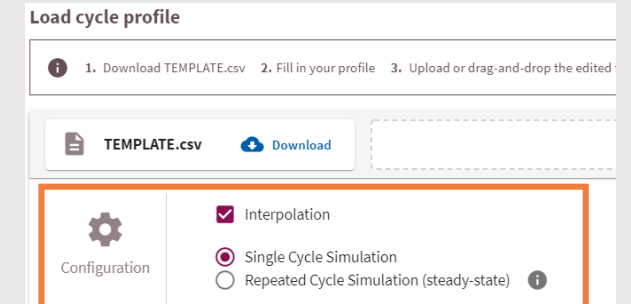 Load cycle profile
1. Download TEMPLATE.csv 2. Fill in your profile 3. Upload or drag-and-drop the edited
TEMPLATE.csv Download
Interpolation
Single Cycle Simulation
Configuration
Repeated Cycle Simulation (steady-state)